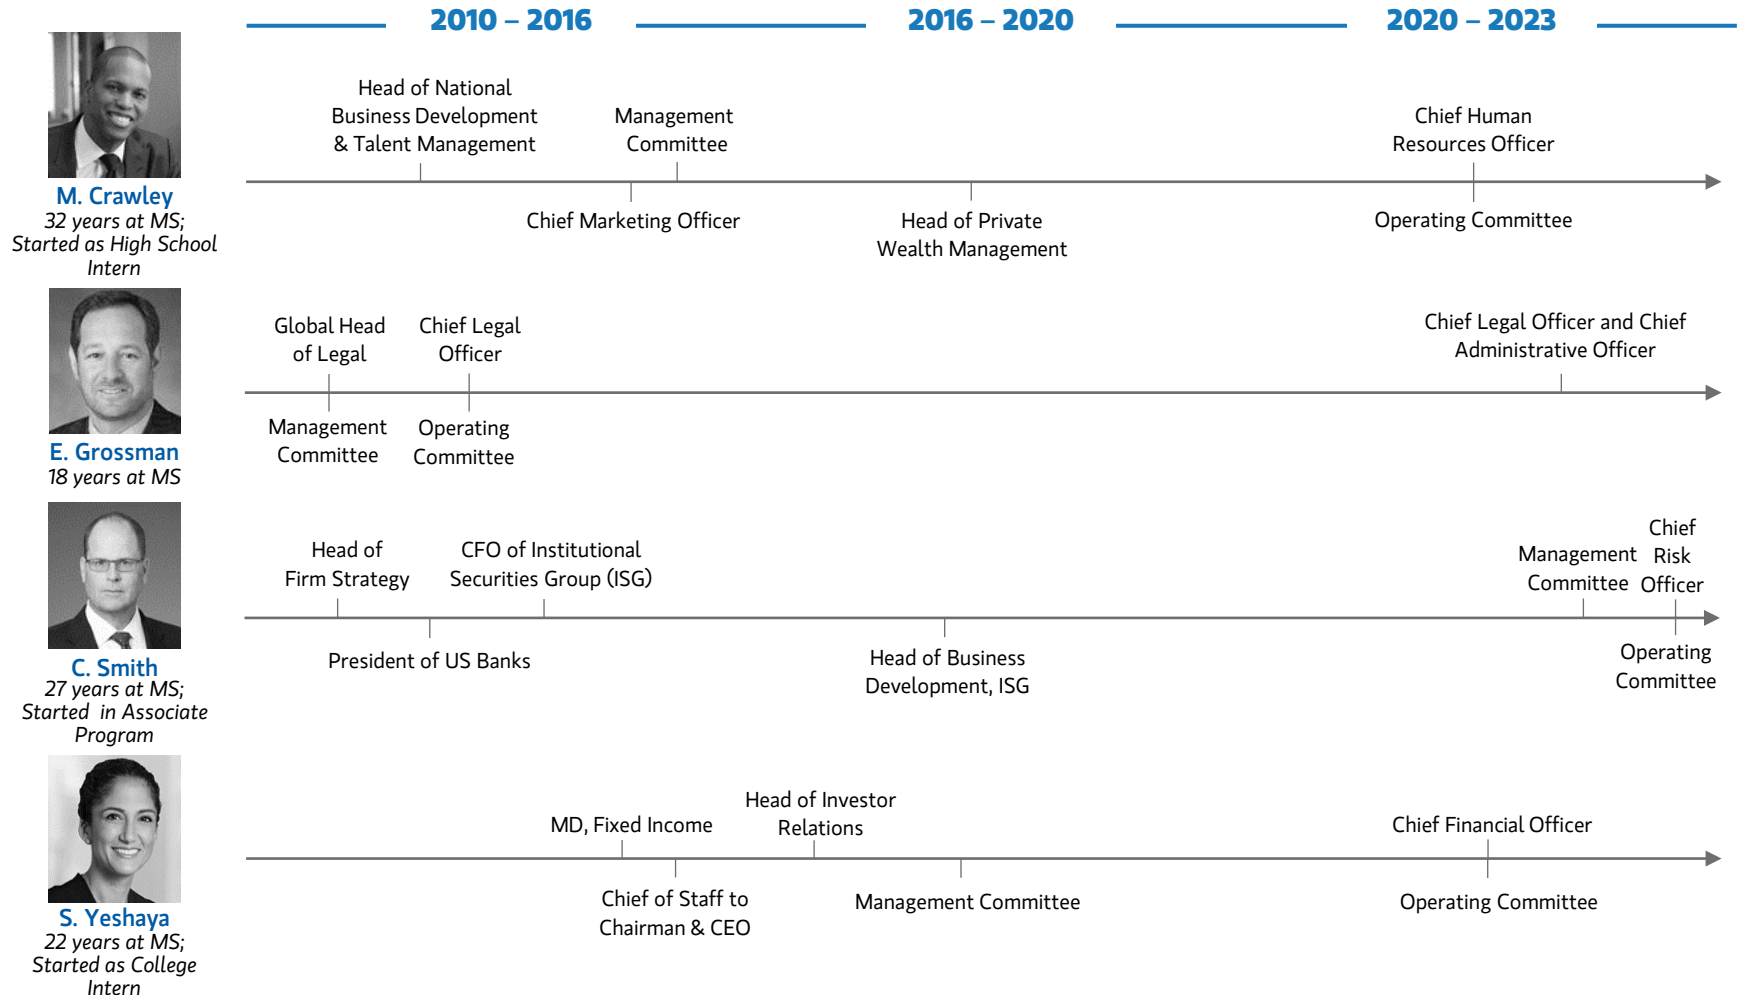 2010 – 2016
2016 – 2020
2020 – 2023
Head of National
Business Development
& Talent Management
Management
Committee
Chief Human
Resources Officer
Chief Marketing Officer
Head of Private
Wealth Management
Operating Committee
M. Crawley
32 years at MS;
Started as High School
Intern
Global Head
of Legal
Chief Legal
Officer
Chief Legal Officer and Chief
Administrative Officer
Management
Committee
Operating
Committee
E. Grossman
18 years at MS
Head of
Firm Strategy
CFO of Institutional
Securities Group (ISG)
Management
Committee
Chief
Risk
Officer
President of US Banks
Head of Business
Development, ISG
Operating
Committee
C. Smith
27 years at MS;
Started in Associate
Program
MD, Fixed Income
Head of Investor
Relations
Chief Financial Officer
Chief of Staff to
Chairman & CEO
Management Committee
Operating Committee
S. Yeshaya
22 years at MS;
Started as College
Intern